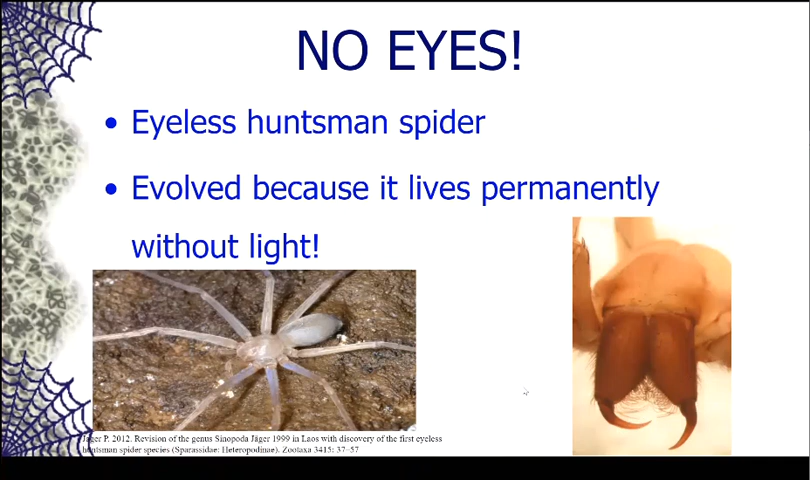 NO EYES!
• Eyeless huntsman spider
• Evolved because it lives permanently
without light!
Jäger P. 2012. Revision of the genus Sinopoda Jäger 1999 in Laos with discovery of the first eyeless
huntsman spider species (Sparassidae: Heteropodinae). Zootaxa 3415: 37–57